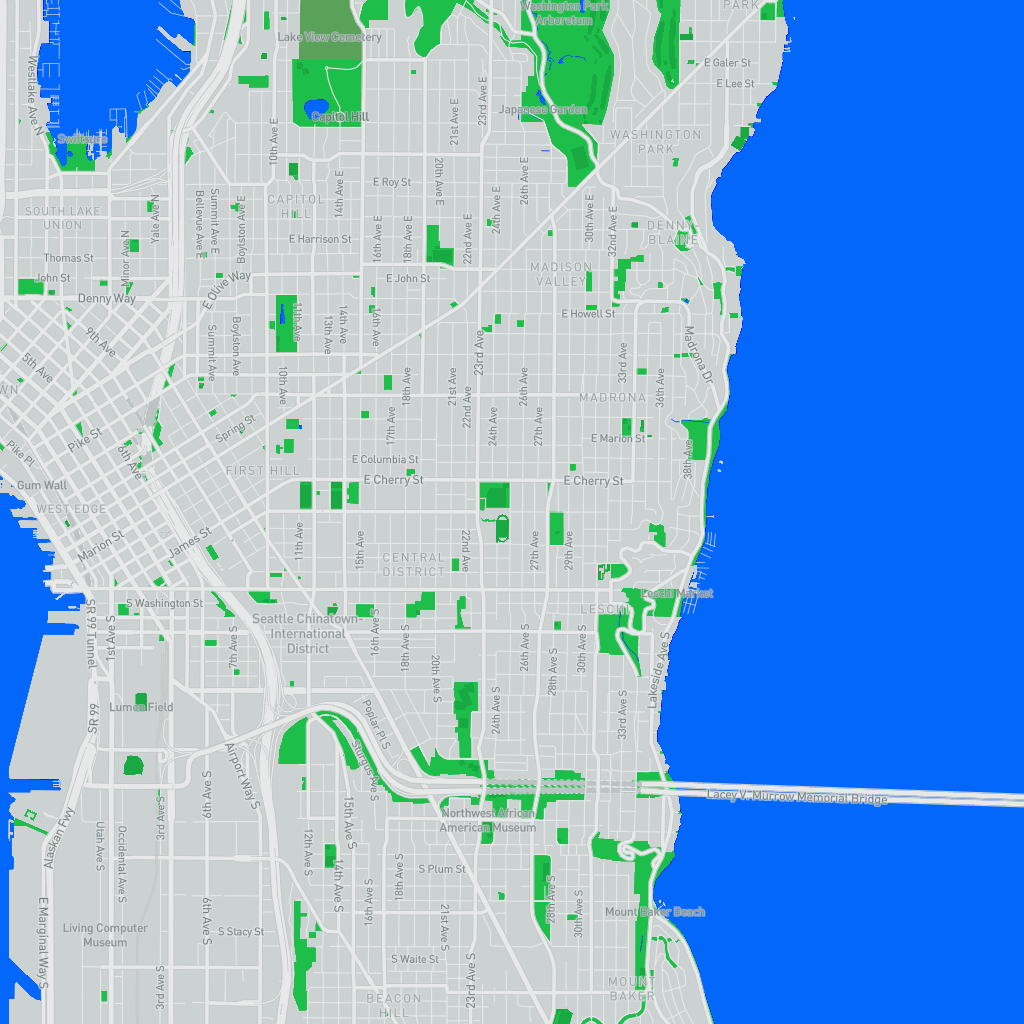 Washington Park
Arboretum
PARK
Lake View Cemetery
E Galer St
E Lee St
Westlake Ave N
23rd Ave E
21st Ave E
Japanese Garden
Capitol Hill
10th Ave E
WASHINGTON
PARK
20th Ave E
26th Ave E
14th Ave E
E Roy St
Summit Ave E
Bellevue Ave E
Boylston Ave E
Yale Ave N
CAPITOL
HILL
24th Ave E
30th Ave E
32nd Ave E
SOUTH LAKE
UNION
16th Ave E
18th Ave E
22nd Ave E
DENNY
BLAINE
E Harrison St
Minor Ave N
Thomas St
John St
E John St
MADISON
VALLEY
E Olive Way
Denny Way
11th Ave
13th Ave
14th Ave
16th Ave
E Howell St
9th Ave
Summit Ave
Boylston Ave
23rd Ave
Madrona Dr
5th Ave
10th Ave
18th Ave
21st Ave
22nd Ave
26th Ave
33rd Ave
36th Ave
WN
MADRONA
Spring St
17th Ave
24th Ave
27th Ave
Pike St
Pike Pl
6th Ave
E Marion St
38th Ave
FIRST HILL
E Columbia St
E Cherry St
E Cherry St
Gum Wall
WEST EDGE
Marion St
James St
11th Ave
15th Ave
22nd Ave
27th Ave
29th Ave
CENTRAL
DISTRICT
S Washington St
Leschi Market
LESCHI
SR 99 Tunnel
1st Ave S
7th Ave S
Seattle Chinatown-
International
District
16th Ave S
18th Ave S
20th Ave S
26th Ave S
28th Ave S
30th Ave S
Lakeside Ave S
24th Ave S
33rd Ave S
Lumen Field
SR 99
Poplar Pl S
Sturgus Ave S
Airport Way S
6th Ave S
3rd Ave S
Lacey V. Murrow Memorial Bridge
Northwest African
American Museum
Alaskan Fwy
Utah Ave S
Occidental Ave S
12th Ave S
15th Ave S
14th Ave S
16th Ave S
18th Ave S
S Plum St
28th Ave S
30th Ave S
Mount Baker Beach
E Marginal Way S
6th Ave S
21st Ave S
Living Computer
Museum
S Stacy St
S Waite St
3rd Ave S
23rd Ave S
MOUNT
BAKER
BEACON
HILL